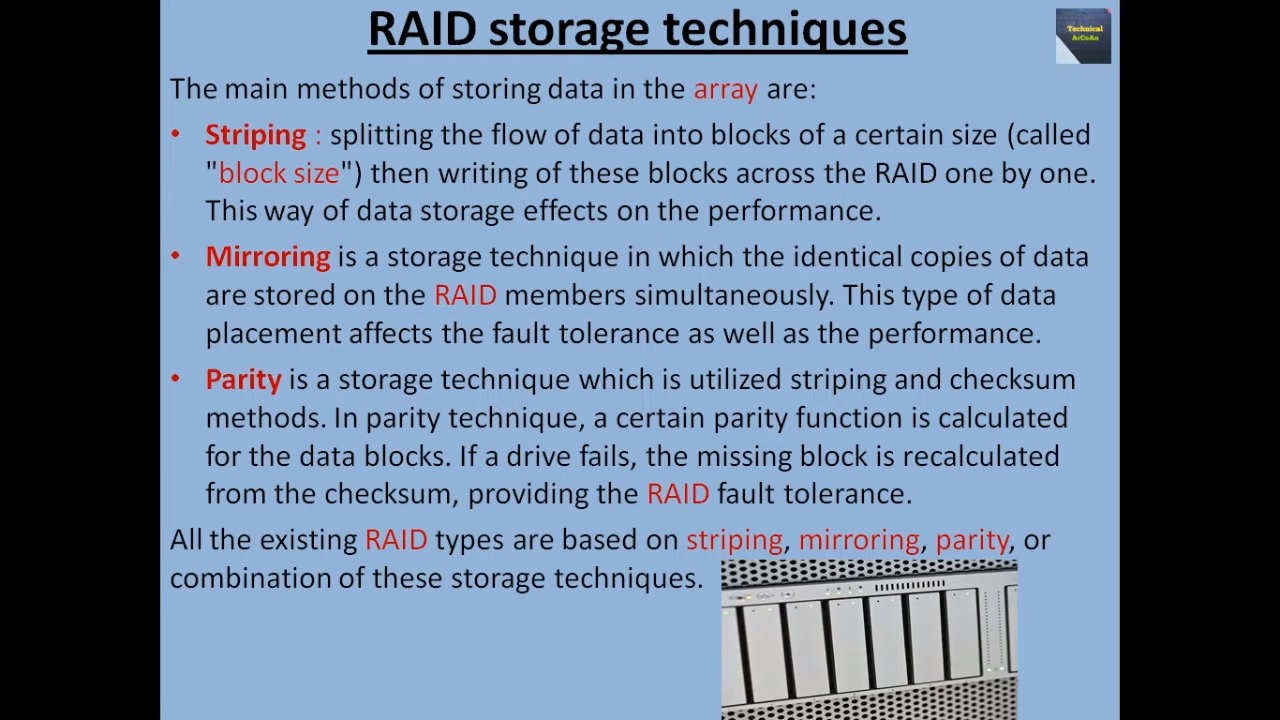 RAID storage techniques
Technical
ArCoAn
The main methods of storing data in the array are:
• Striping : splitting the flow of data into blocks of a certain size (called
"block size") then writing of these blocks across the RAID one by one.
This way of data storage effects on the performance.
• Mirroring is a storage technique in which the identical copies of data
are stored on the RAID members simultaneously. This type of data
placement affects the fault tolerance as well as the performance.
• Parity is a storage technique which is utilized striping and checksum
methods. In parity technique, a certain parity function is calculated
for the data blocks. If a drive fails, the missing block is recalculated
from the checksum, providing the RAID fault tolerance.
All the existing RAID types are based on striping, mirroring, parity, or
combination of these storage techniques.